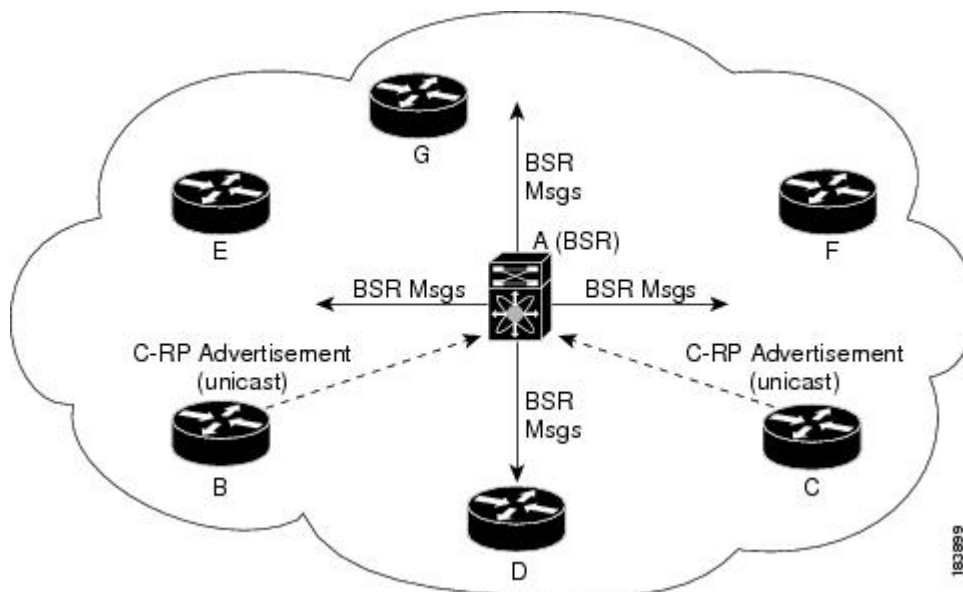 G
BSR
Msgs
E
A (BSR)
F
BSR Msgs
BSR Msgs
C-RP Advertisement
(unicast)
C-RP Advertisement
(unicast)
BSR
Msgs
B
C
D
183899